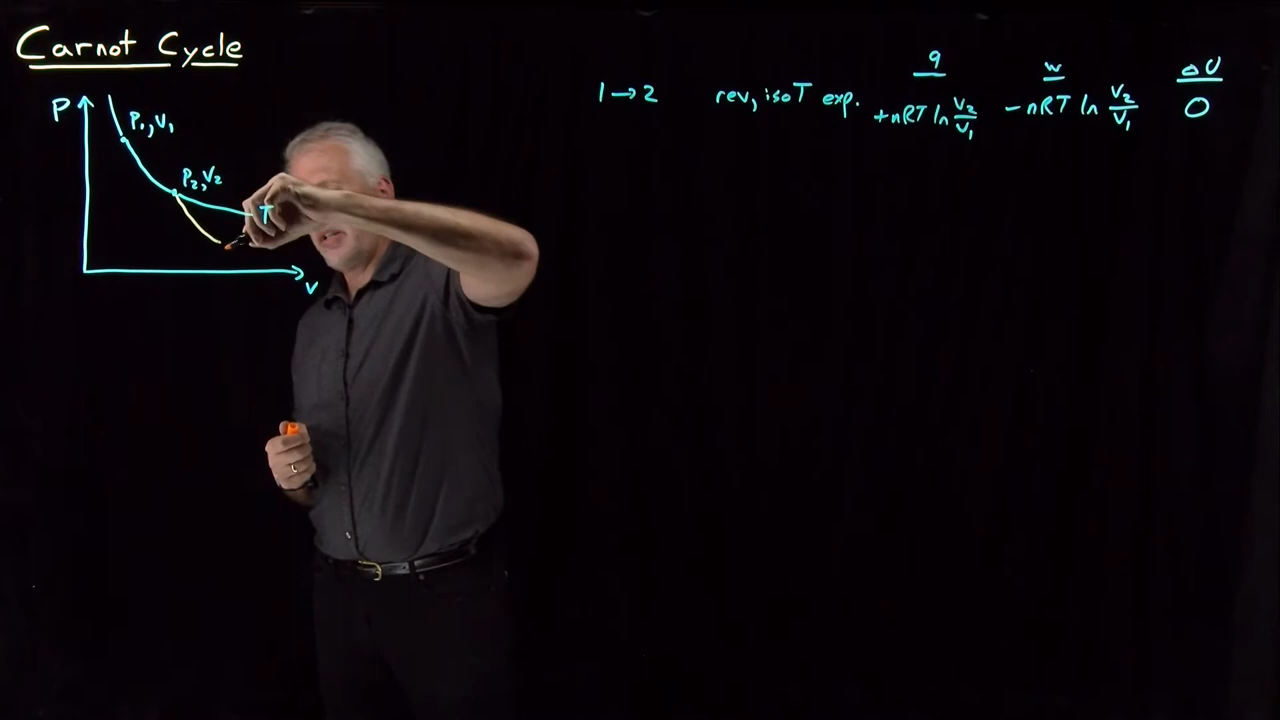 Carnot Cycle
P
P₁,V₁
P₂,V₂
T
V
q w ΔU
1→2 rev, isoT exp. +nRT ln V₂/V₁ -nRT ln V₂/V₁ 0